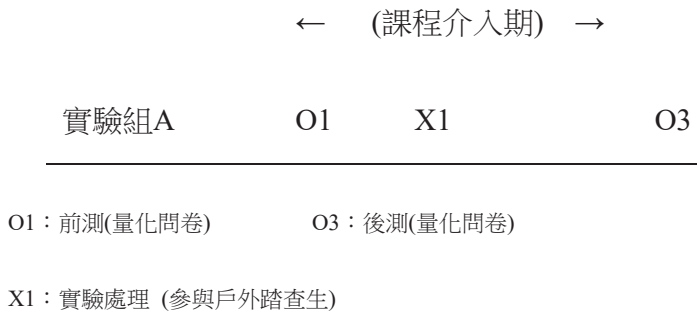 ← (課程介入期) →
實驗組A O1 X1 O3
O1：前測(量化問卷) O3：後測(量化問卷)
X1：實驗處理 (參與戶外踏查生)